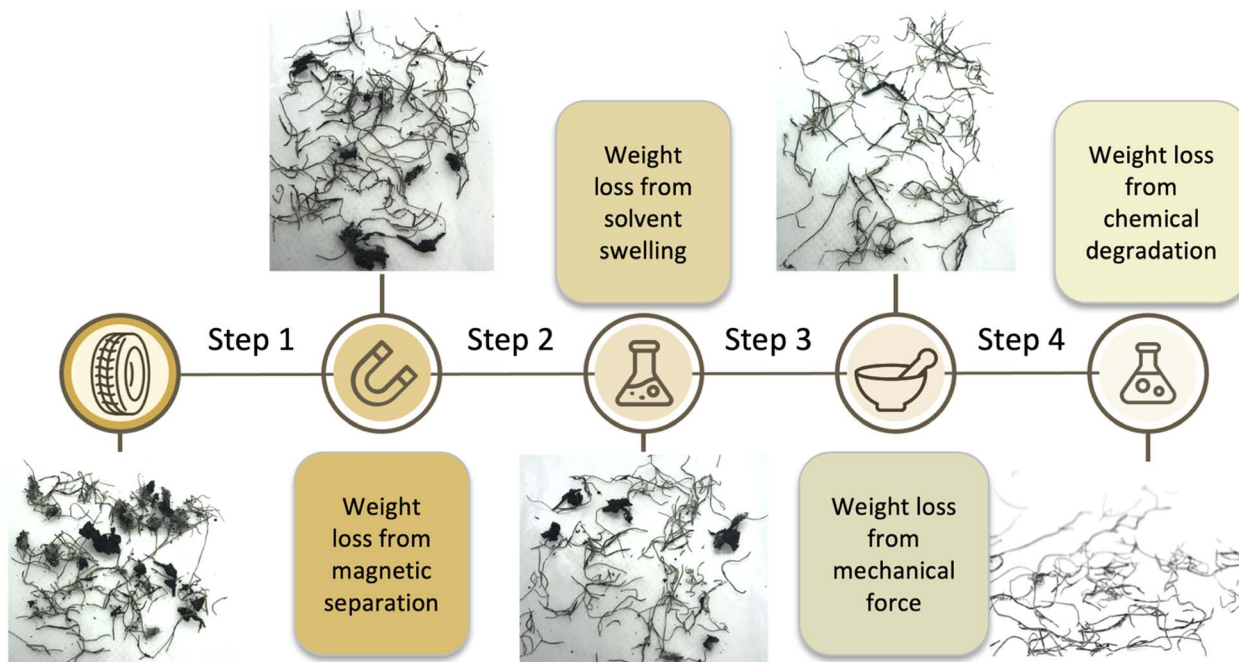 Weight
loss from
solvent
swelling
Weight loss
from
chemical
degradation
Step 1
Step 2
Step 3
Step 4
Weight
loss from
magnetic
separation
Weight loss
from
mechanical
force